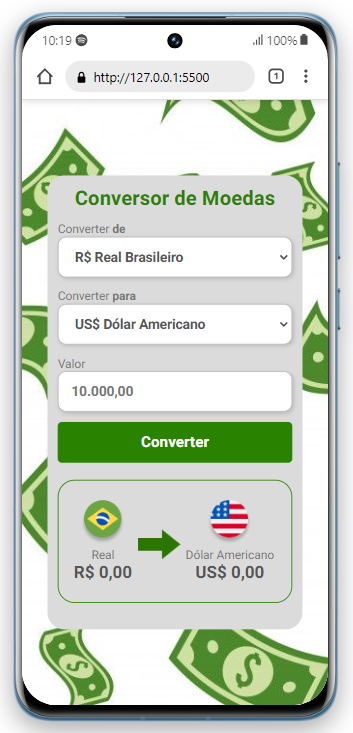 10:19 100%
http://127.0.0.1:5500 1
Conversor de Moedas
Converter de
R$ Real Brasileiro
Converter para
US$ Dólar Americano
Valor
10.000,00
Converter
Real Dólar Americano
R$ 0,00 US$ 0,00